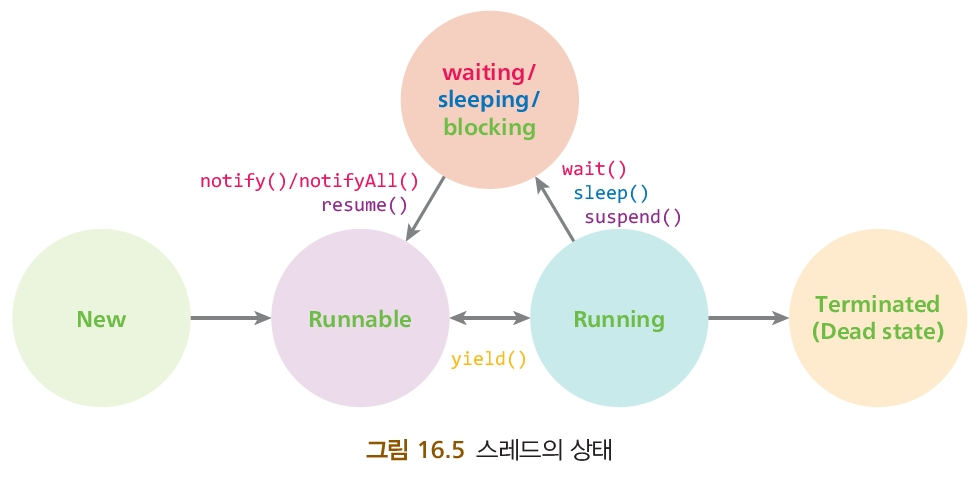 waiting/
sleeping/
blocking
notify()/notifyAll()
resume()
wait()
sleep()
suspend()
New
Runnable
Running
Terminated
(Dead state)
yield()
그림 16.5 스레드의 상태